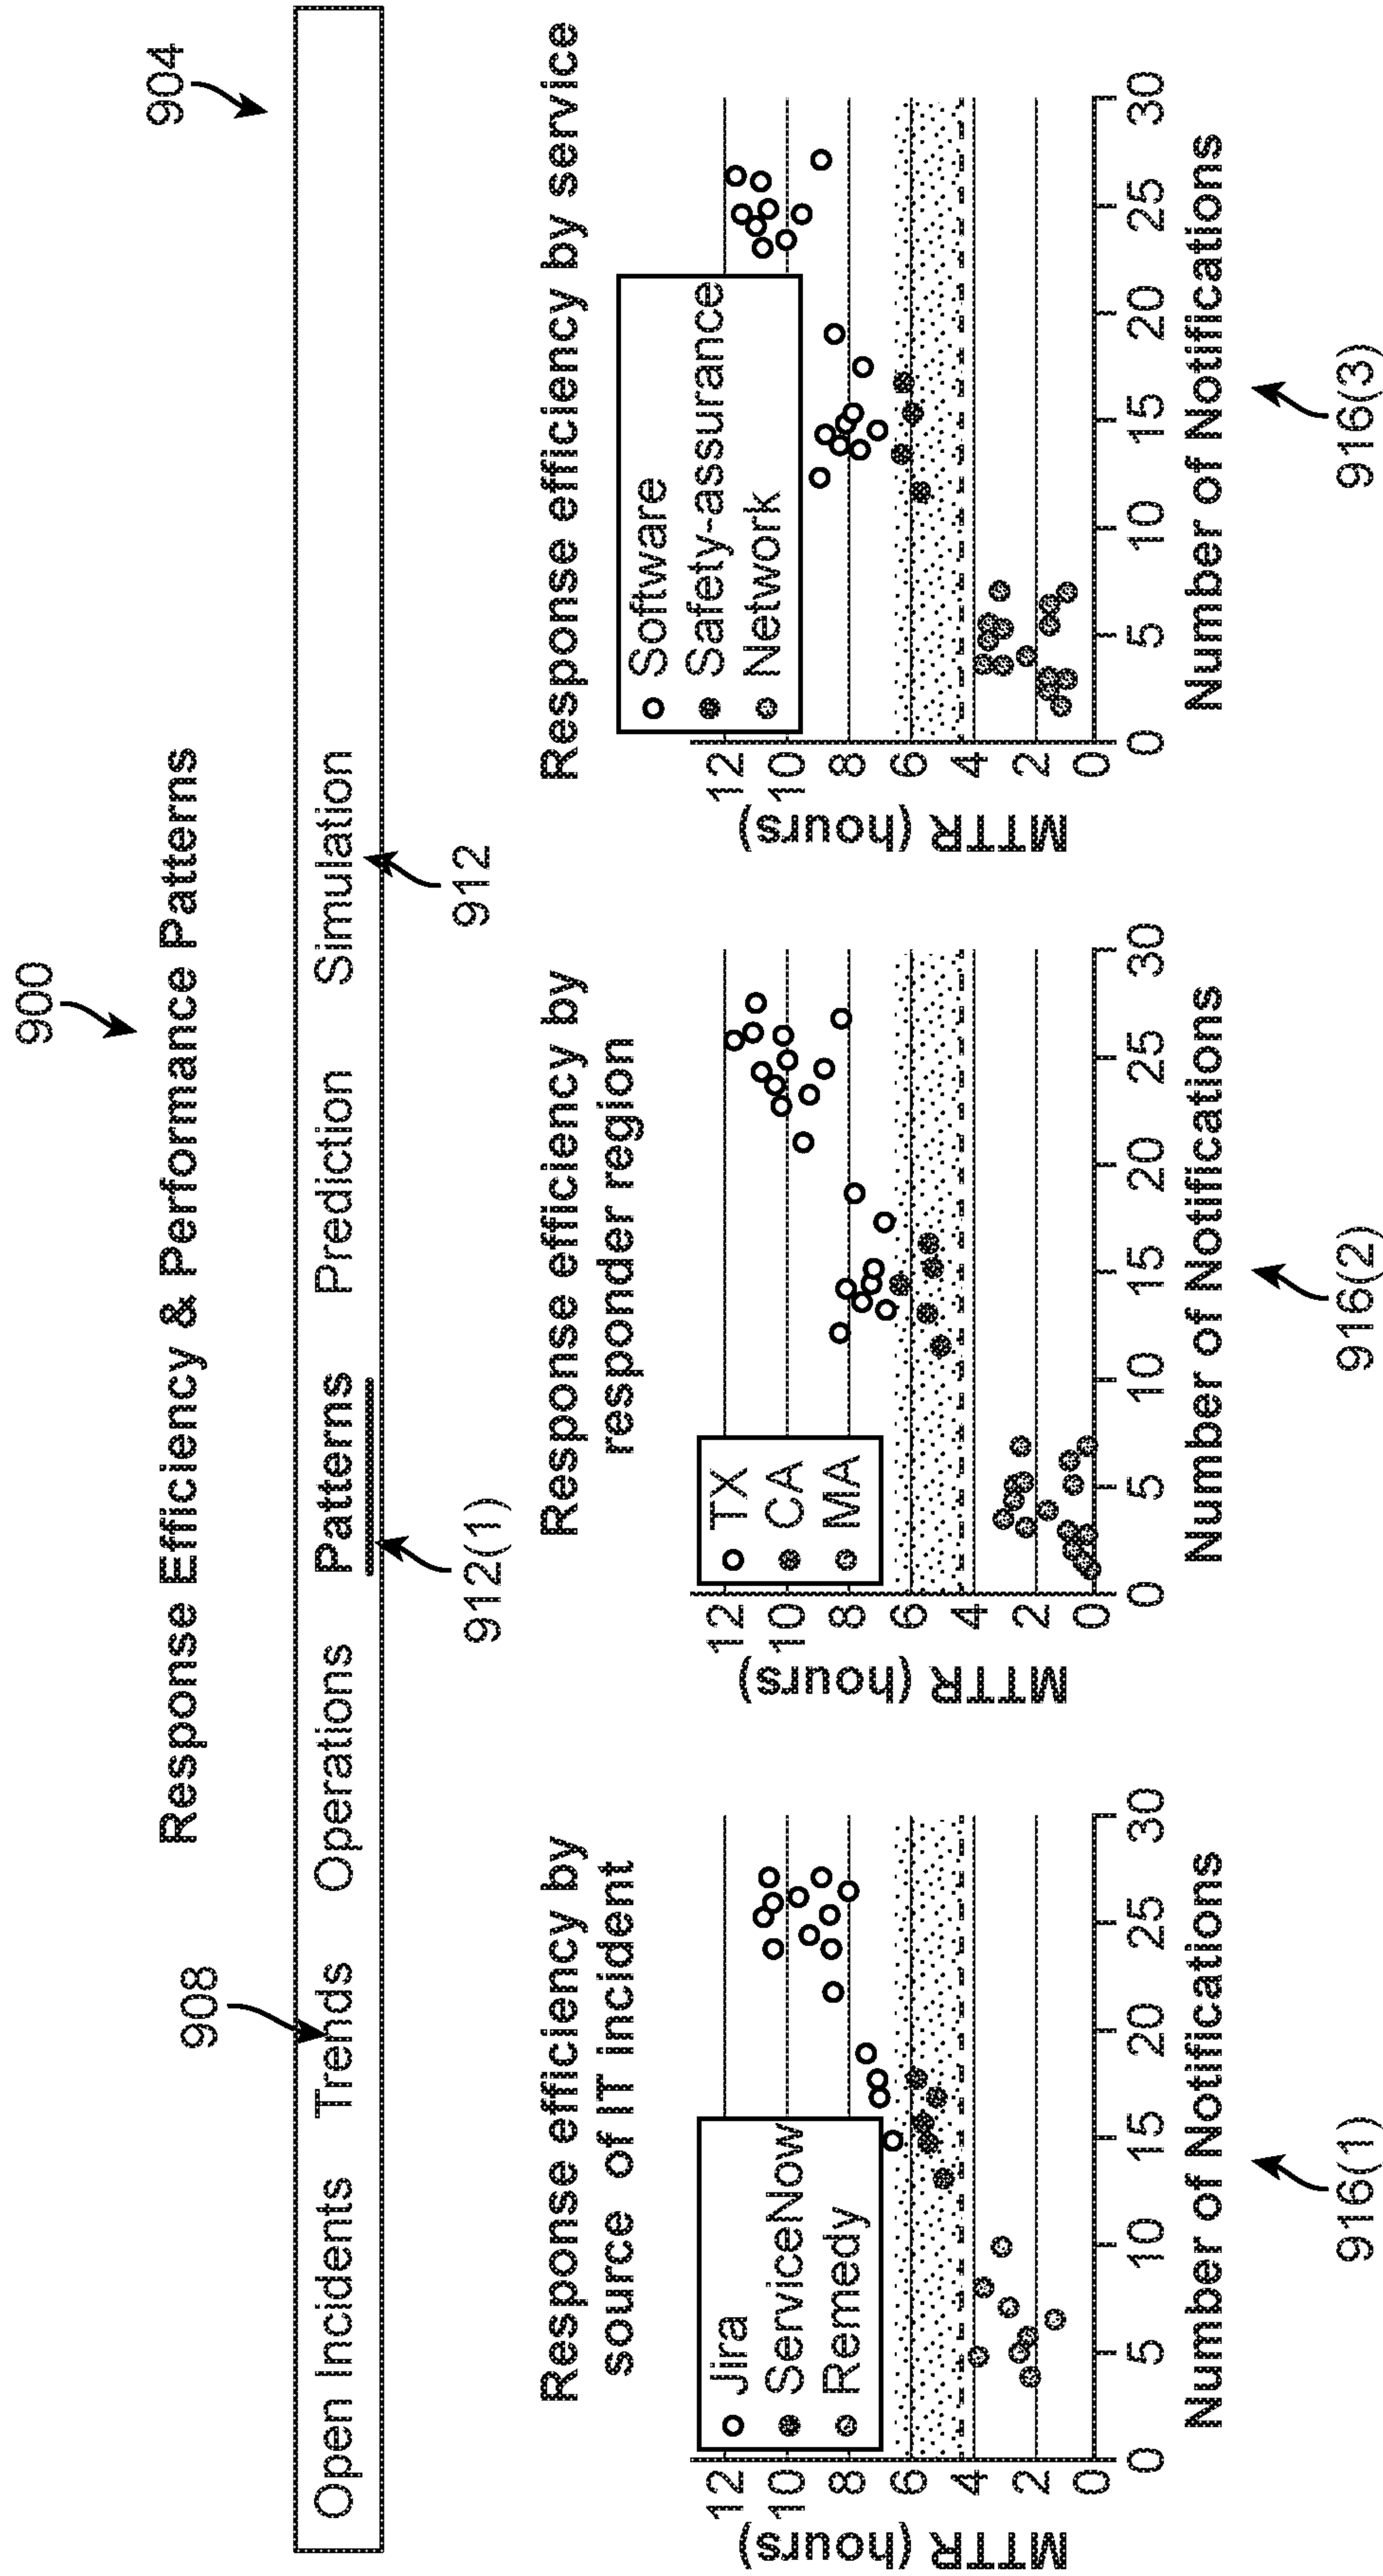 900
Response Efficiency & Performance Patterns
904
908
Open Incidents Trends Operations Patterns Prediction Simulation
912(1)
912
Response efficiency by
source of IT incident
MTTR (hours)
12
10
8
6
4
2
0
Jira
ServiceNow
Remedy
0 5 10 15 20 25 30
Number of Notifications
916(1)
Response efficiency by
responder region
MTTR (hours)
12
10
8
6
4
2
0
TX
CA
MA
0 5 10 15 20 25 30
Number of Notifications
916(2)
Response efficiency by service
MTTR (hours)
12
10
8
6
4
2
0
Software
Safety-assurance
Network
0 5 10 15 20 25 30
Number of Notifications
916(3)